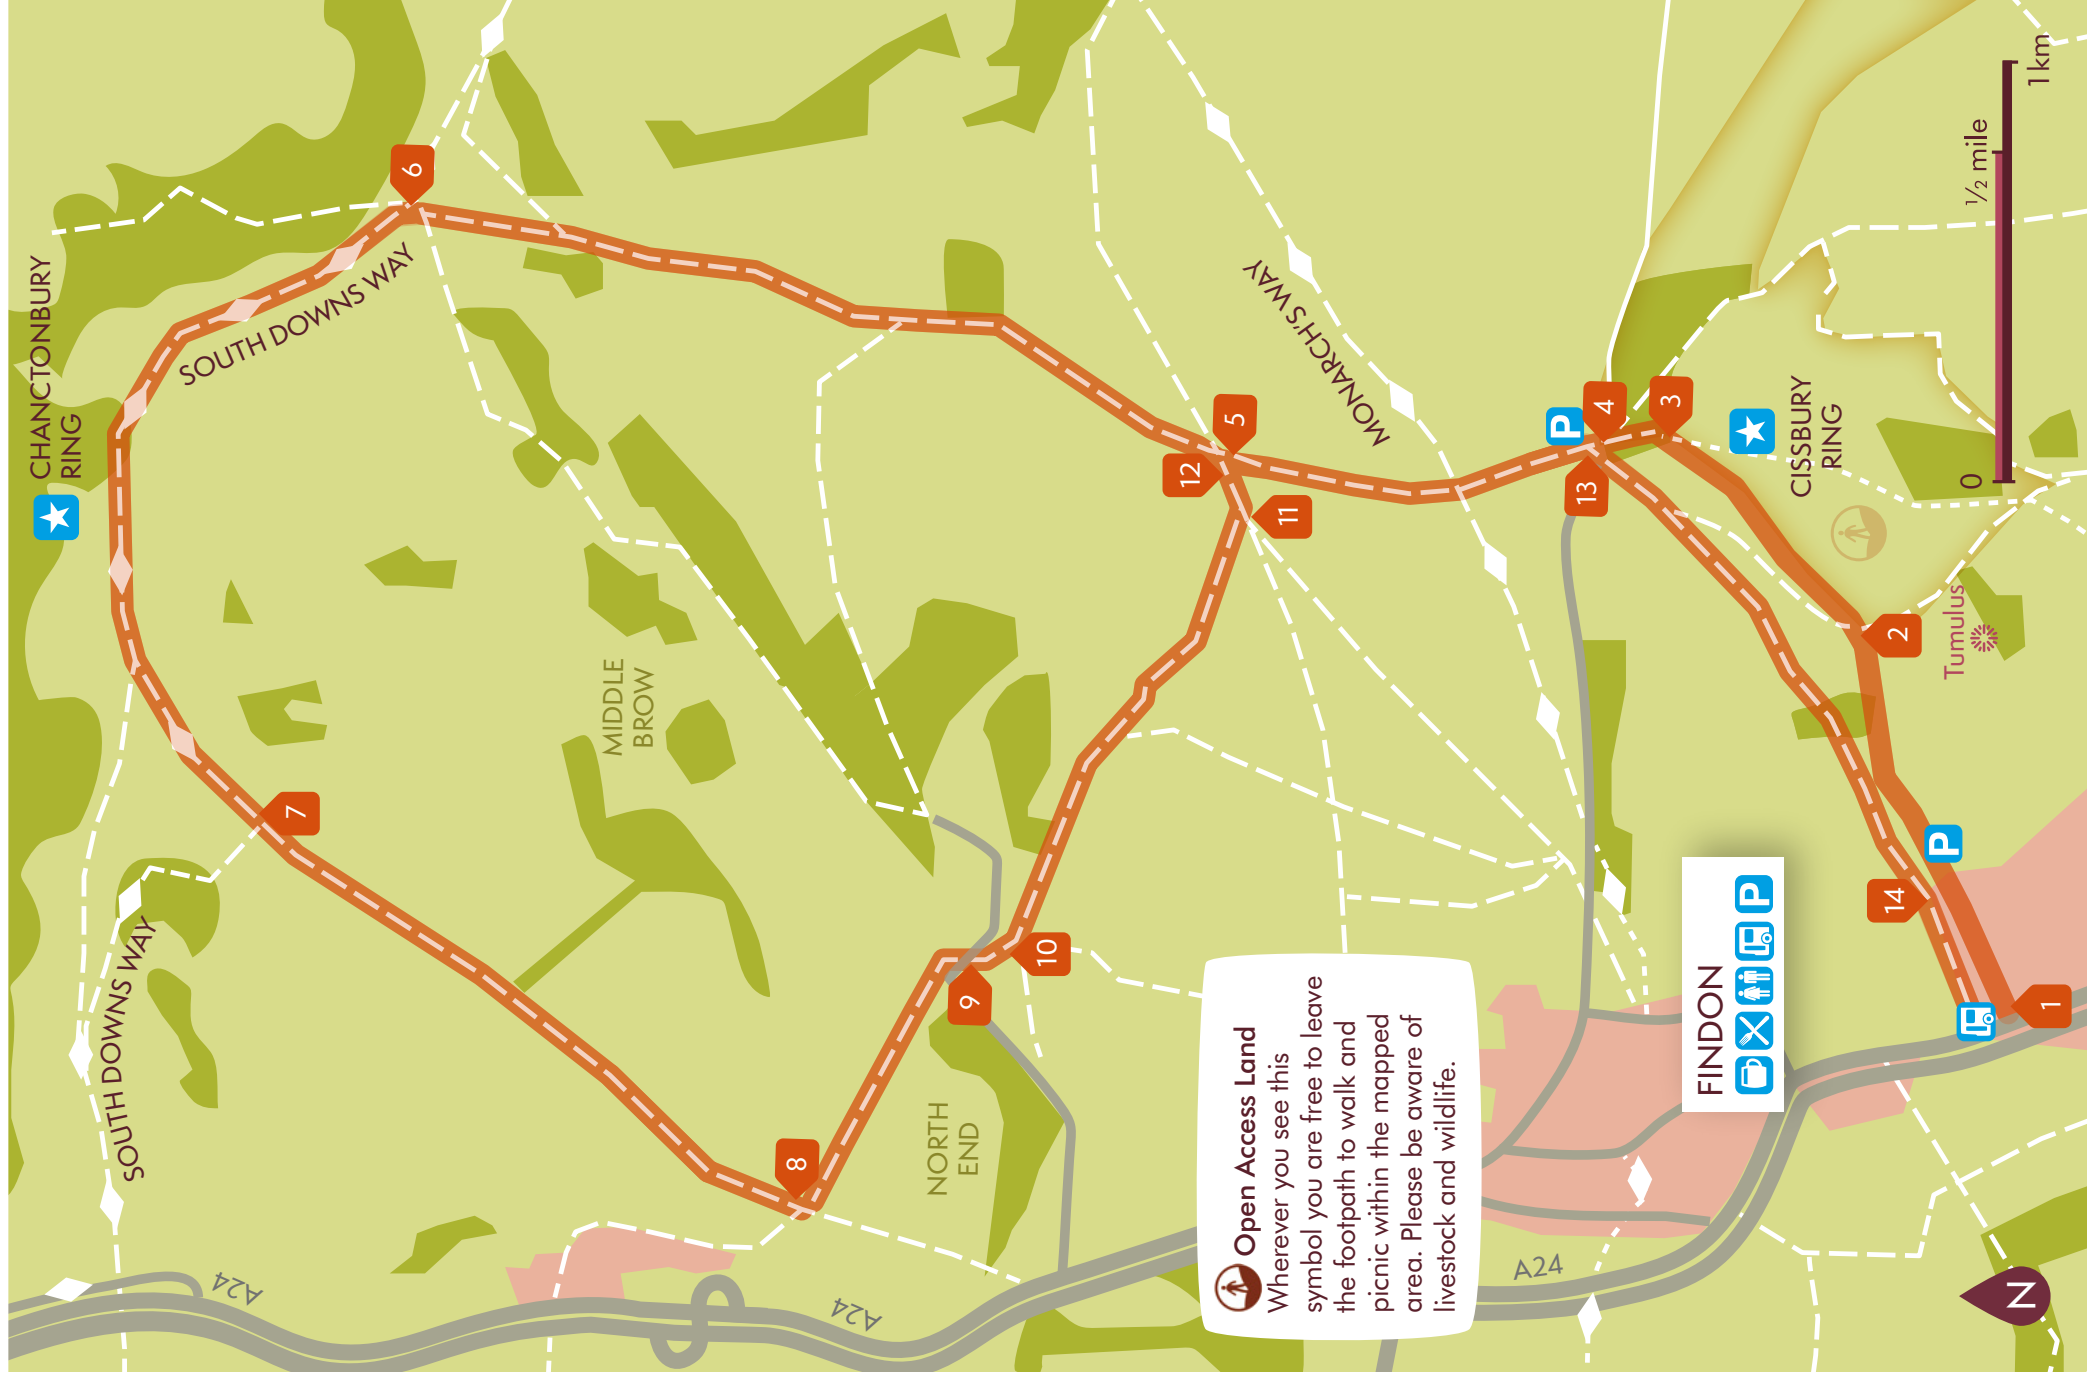 CHANCTONBURY
RING
SOUTH DOWNS WAY
6
7
SOUTH DOWNS WAY
MIDDLE
BROW
8
A24
A24
NORTH
END
9
10
5
12
11
MONARCH'S WAY
P
4
3
13
CISSBURY
RING
2
Tumulus
P
14
1
FINDON
P
A24
Open Access Land
Wherever you see this
symbol you are free to leave
the footpath to walk and
picnic within the mapped
area. Please be aware of
livestock and wildlife.
0
½ mile
1km
N